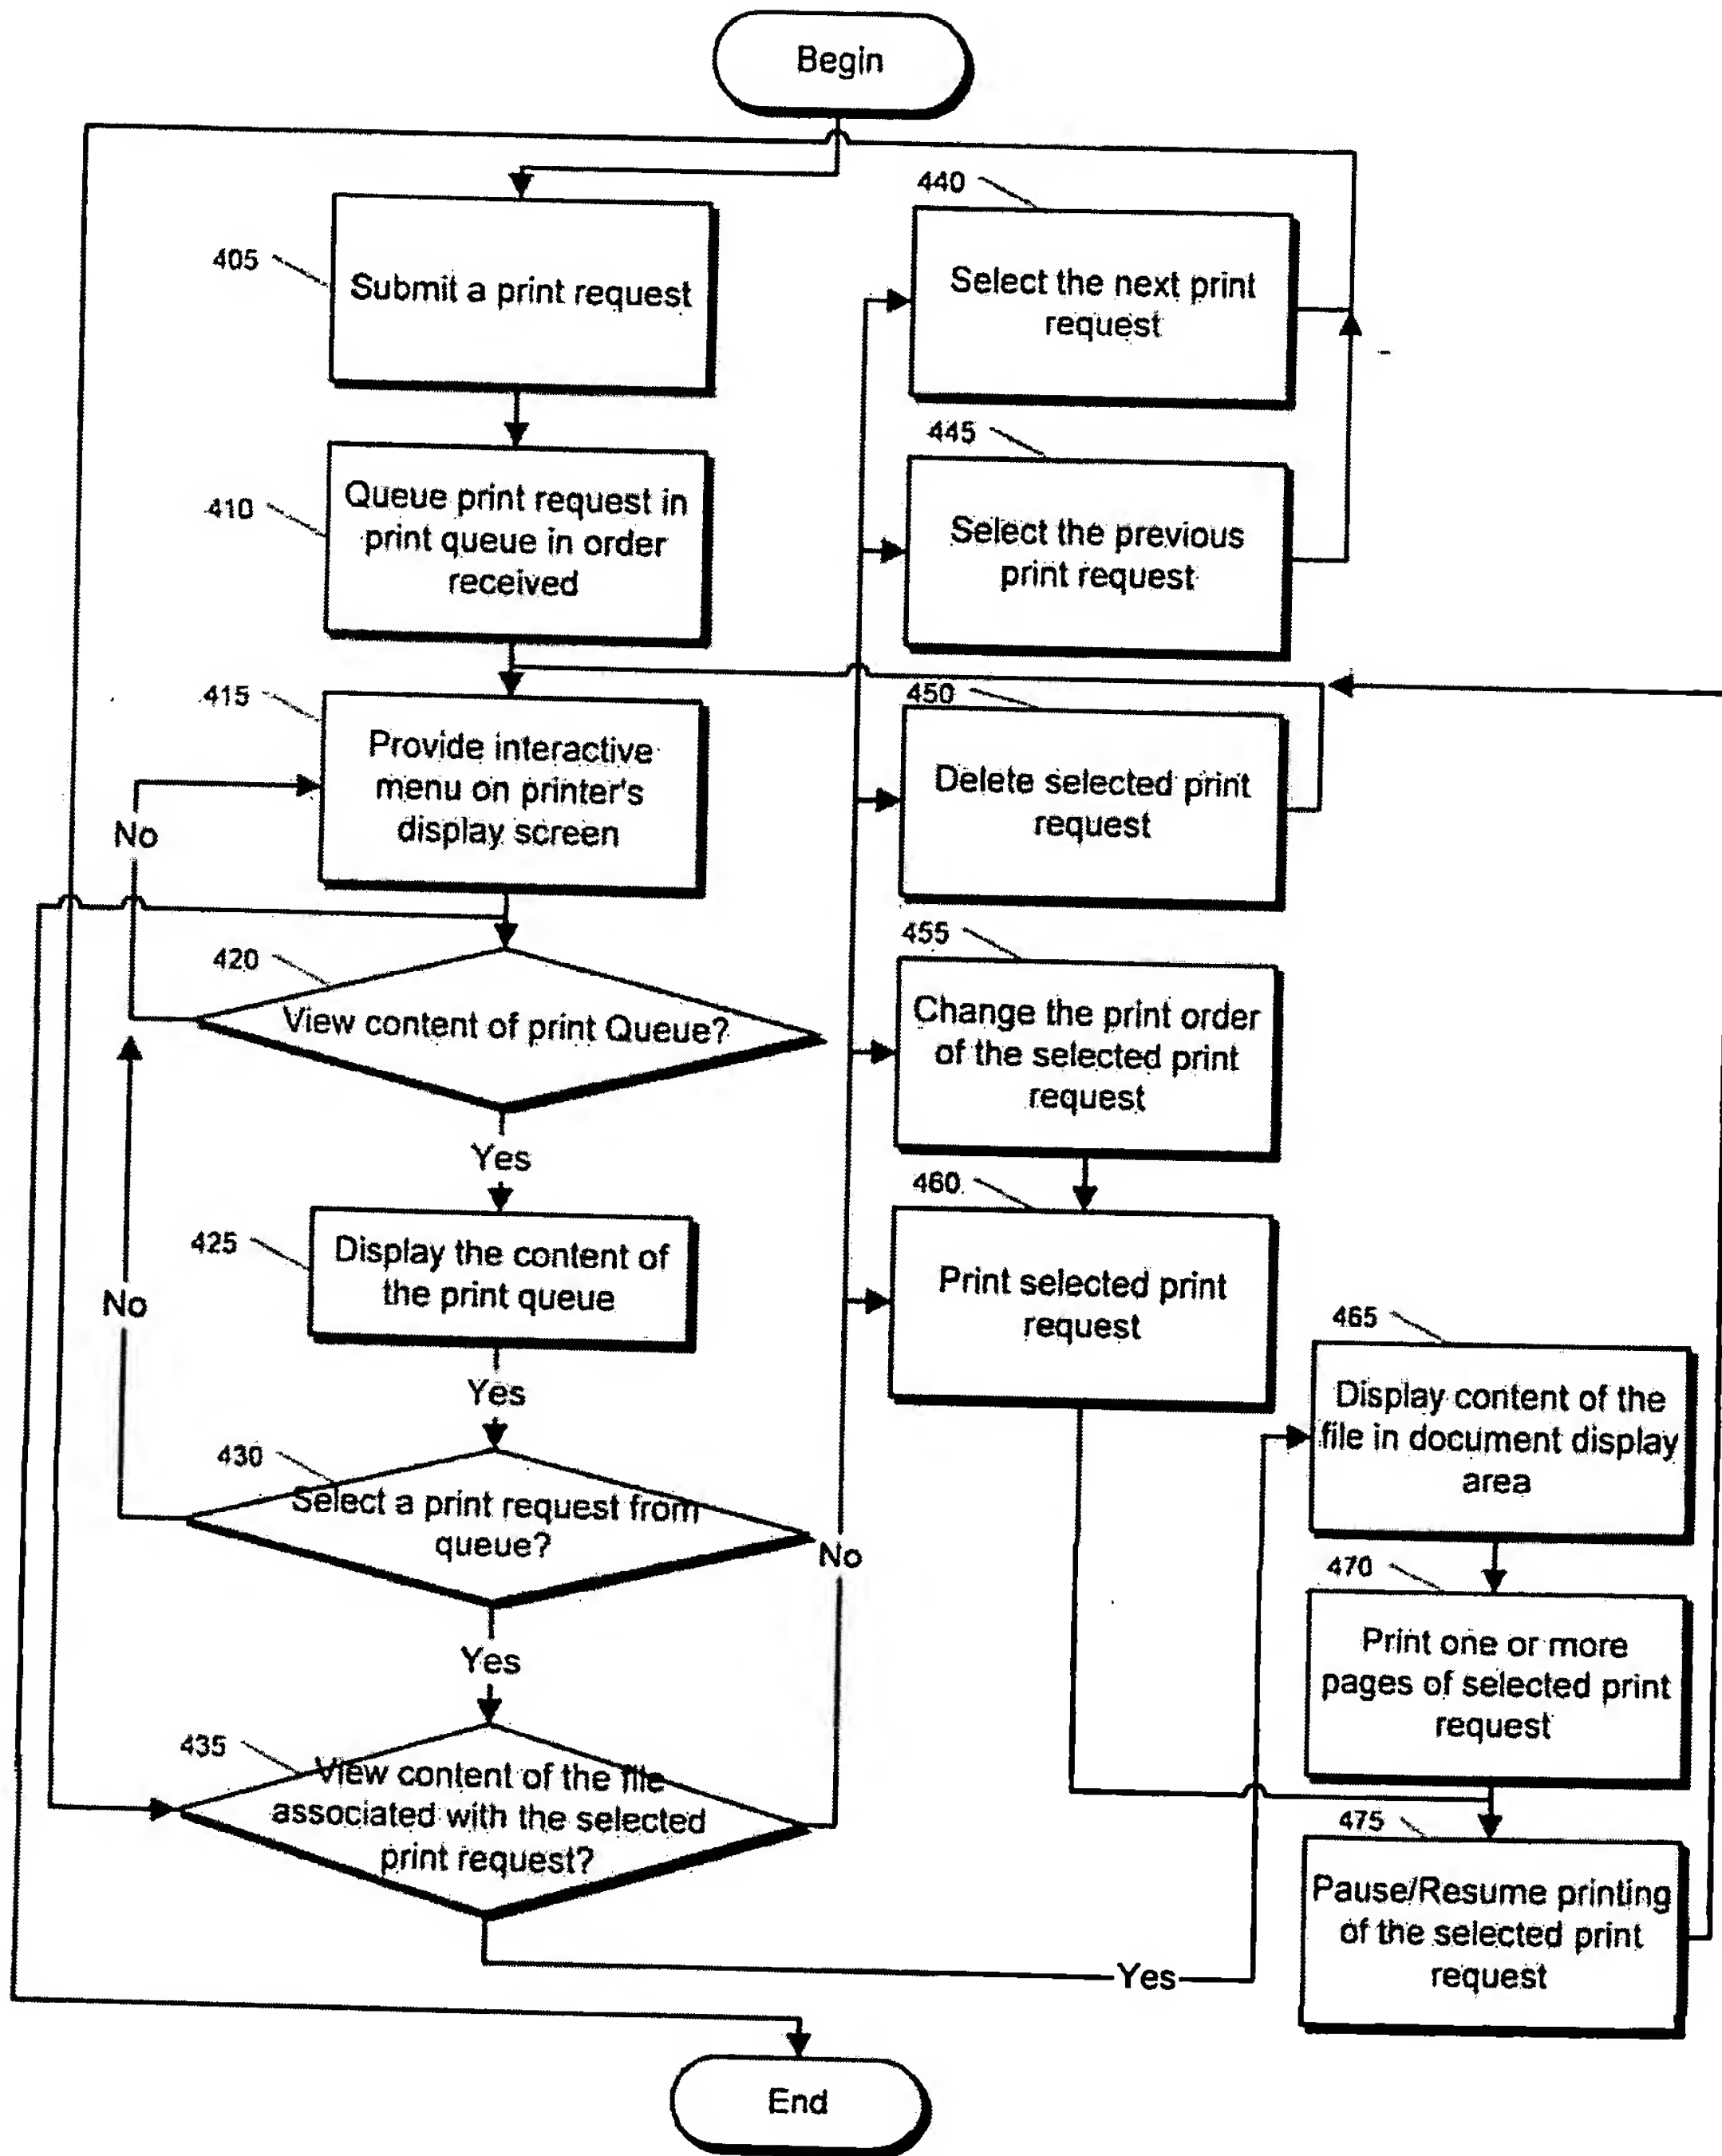 Begin
405
Submit a print request
410
Queue print request in
print queue in order
received
415
Provide interactive
menu on printer's
display screen
No
420
View content of print Queue?
Yes
425
Display the content of
the print queue
No
Yes
430
Select a print request from
queue?
No
Yes
435
View content of the file
associated with the selected
print request?
Yes
440
Select the next print
request
445
Select the previous
print request
450
Delete selected print
request
455
Change the print order
of the selected print
request
460
Print selected print
request
465
Display content of the
file in document display
area
470
Print one or more
pages of selected print
request
475
Pause/Resume printing
of the selected print
request
End